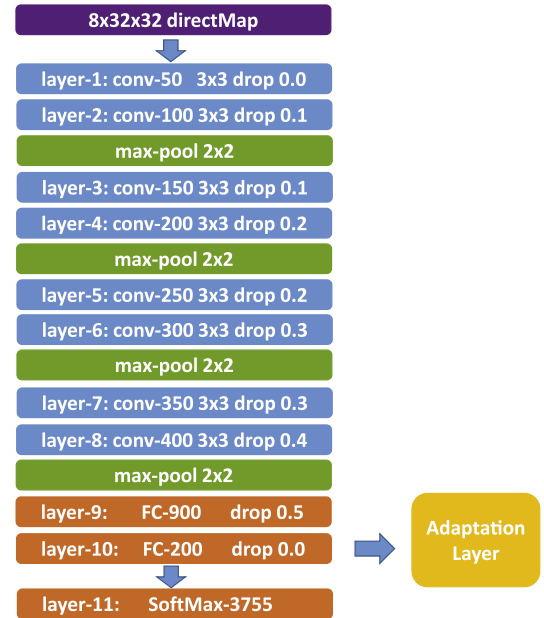 8x32x32 directMap
layer-1: conv-50 3x3 drop 0.0
layer-2: conv-100 3x3 drop 0.1
max-pool 2x2
layer-3: conv-150 3x3 drop 0.1
layer-4: conv-200 3x3 drop 0.2
max-pool 2x2
layer-5: conv-250 3x3 drop 0.2
layer-6: conv-300 3x3 drop 0.3
max-pool 2x2
layer-7: conv-350 3x3 drop 0.3
layer-8: conv-400 3x3 drop 0.4
max-pool 2x2
layer-9: FC-900 drop 0.5
layer-10: FC-200 drop 0.0
Adaptation
Layer
layer-11: SoftMax-3755